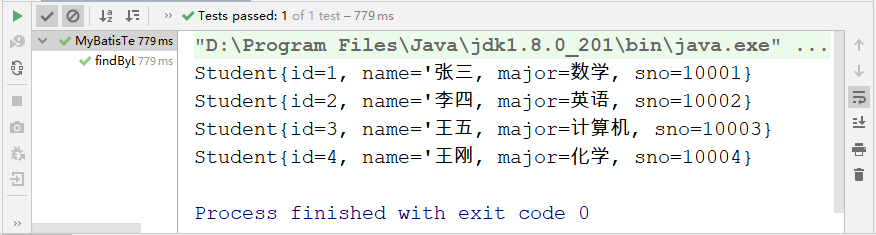 Tests passed: 1 of 1 test – 779 ms
MyBatisTe 779 ms
findByL 779 ms
"D:\Program Files\Java\jdk1.8.0_201\bin\java.exe" ...
Student{id=1, name='张三, major=数学, sno=10001}
Student{id=2, name='李四, major=英语, sno=10002}
Student{id=3, name='王五, major=计算机, sno=10003}
Student{id=4, name='王刚, major=化学, sno=10004}
Process finished with exit code 0